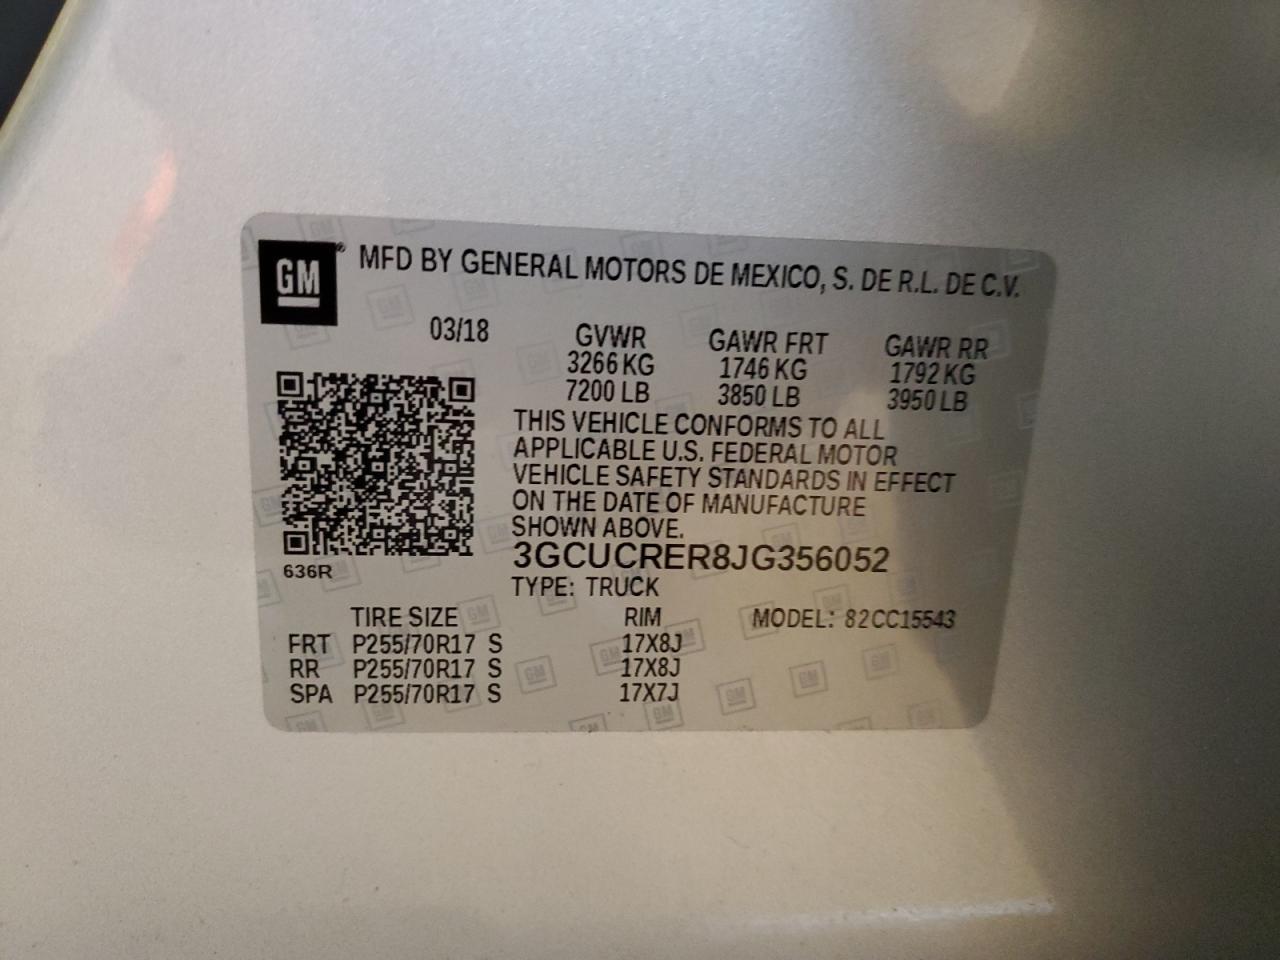 GM® MFD BY GENERAL MOTORS DE MEXICO, S. DE R.L. DE C.V.
03/18 GVWR GAWR FRT GAWR RR
3266 KG 1746 KG 1792 KG
7200 LB 3850 LB 3950 LB
THIS VEHICLE CONFORMS TO ALL
APPLICABLE U.S. FEDERAL MOTOR
VEHICLE SAFETY STANDARDS IN EFFECT
ON THE DATE OF MANUFACTURE
SHOWN ABOVE.
3GCUCRER8JG356052
636R
TYPE: TRUCK
TIRE SIZE RIM MODEL: 82CC15543
FRT P255/70R17 S 17X8J
RR P255/70R17 S 17X8J
SPA P255/70R17 S 17X7J